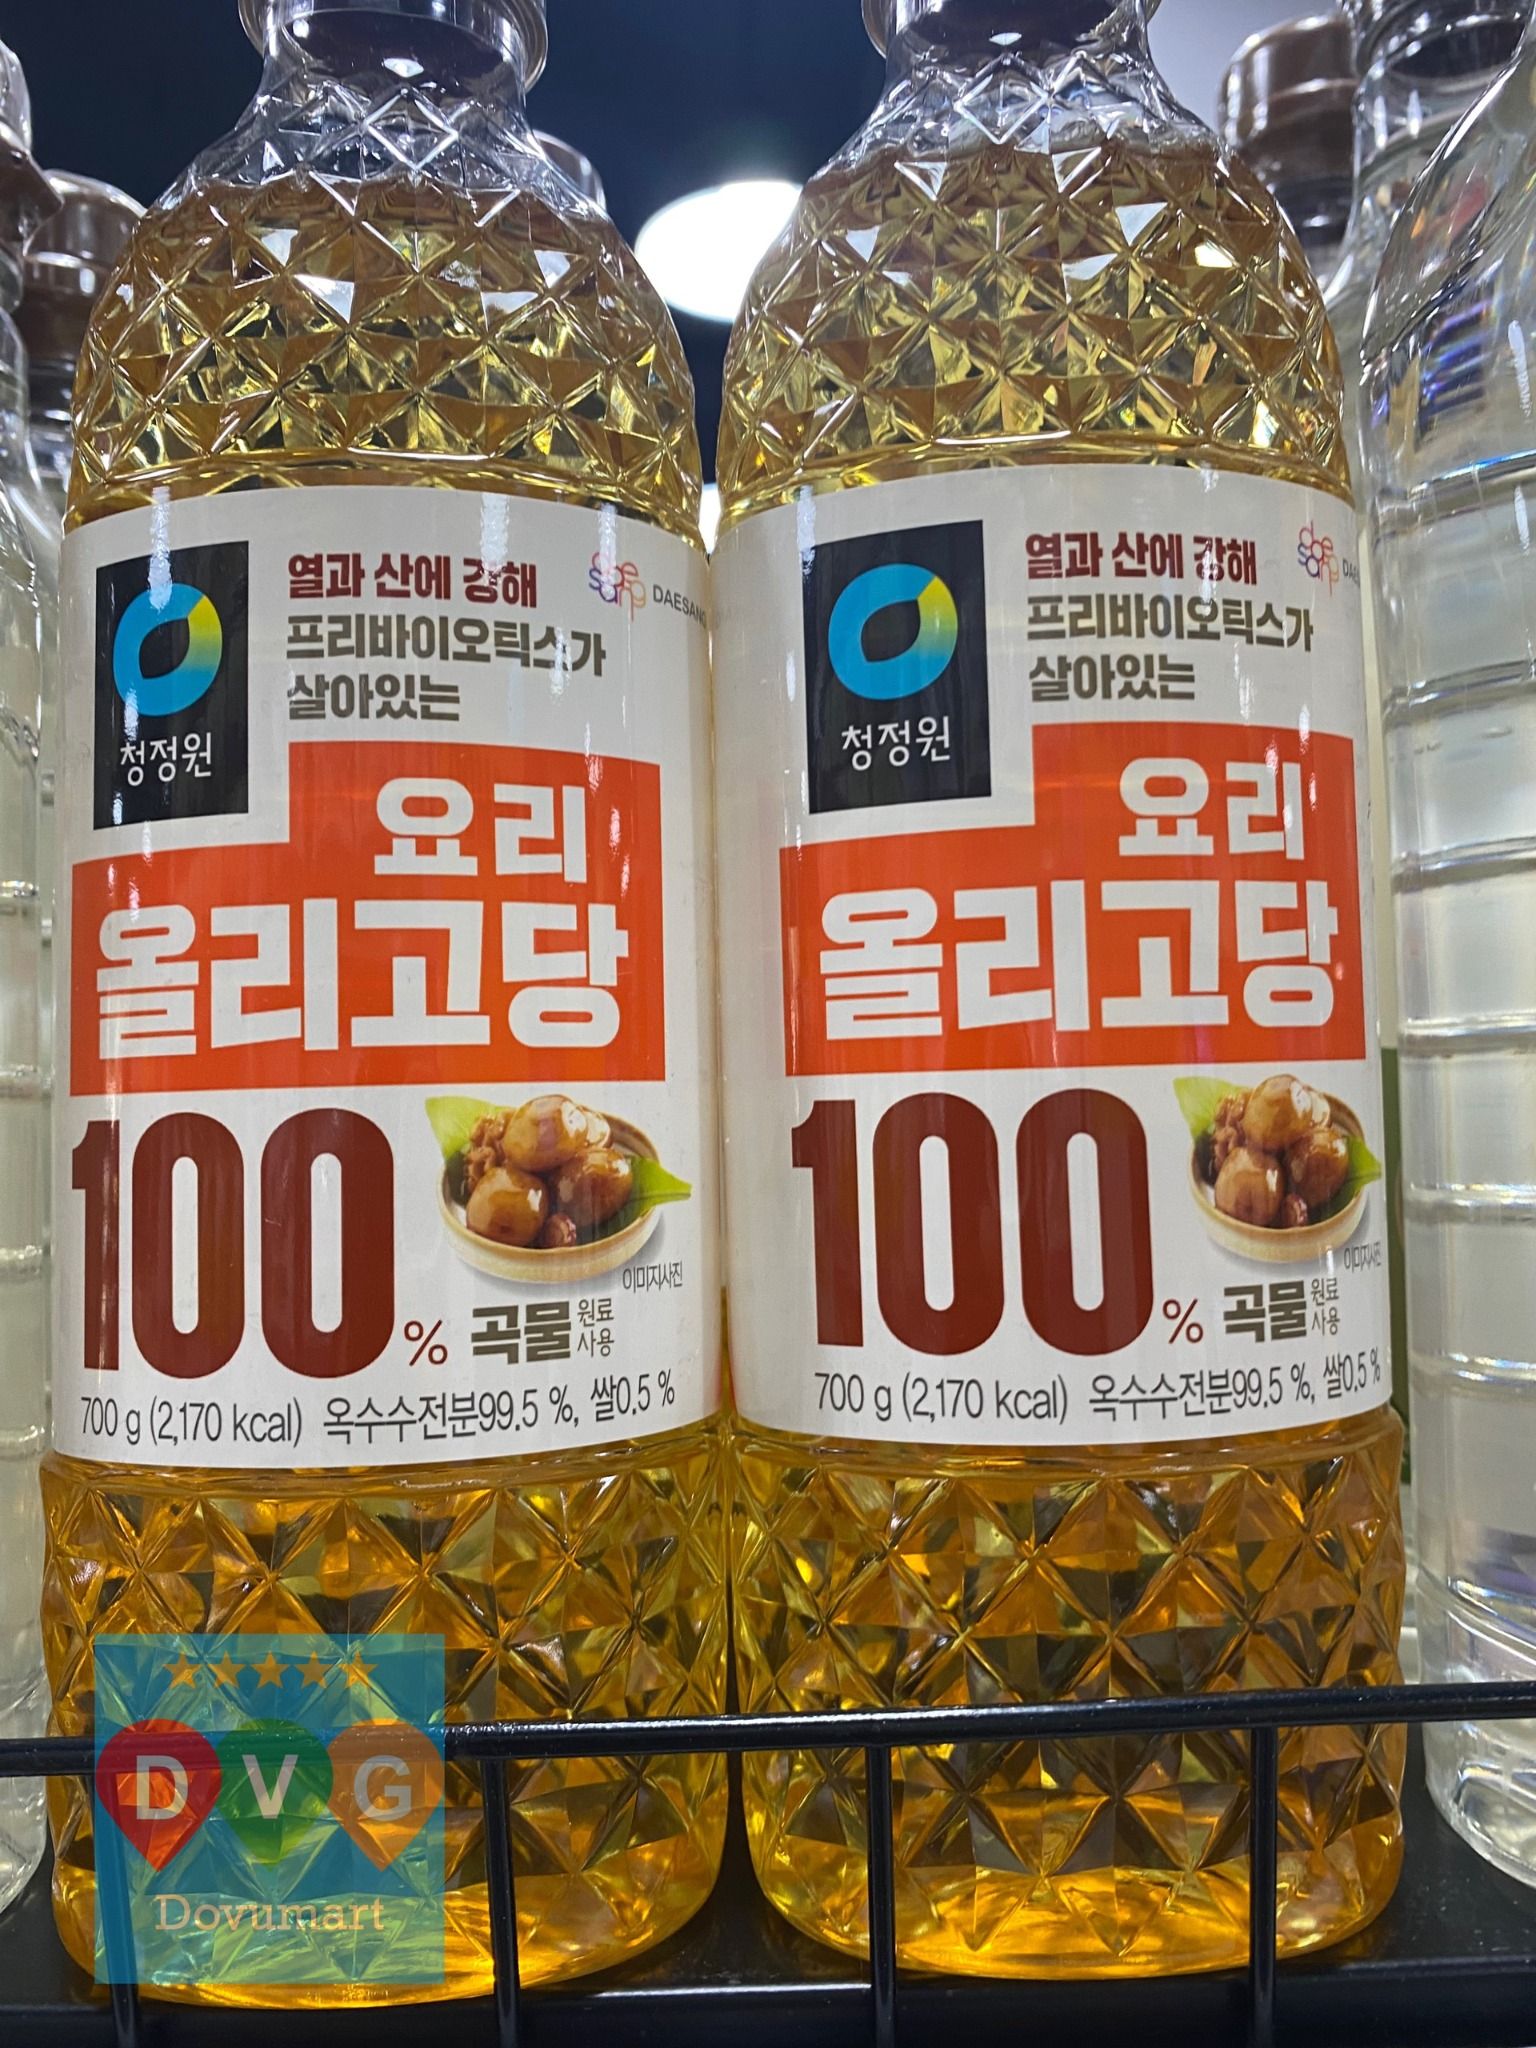 열과 산에 강해
프리바이오틱스가
살아있는
daesang DAESANG
청정원
요리
올리고당
100%
이미지사진
곡물 원료
사용
700 g (2,170 kcal) 옥수수전분99.5 %, 쌀0.5 %
열과 산에 강해
프리바이오틱스가
살아있는
daesang DAES
청정원
요리
올리고당
100%
이미지사진
곡물 원료
사용
700 g (2,170 kcal) 옥수수전분99.5 %, 쌀0.5 %
D V G
Dovumart